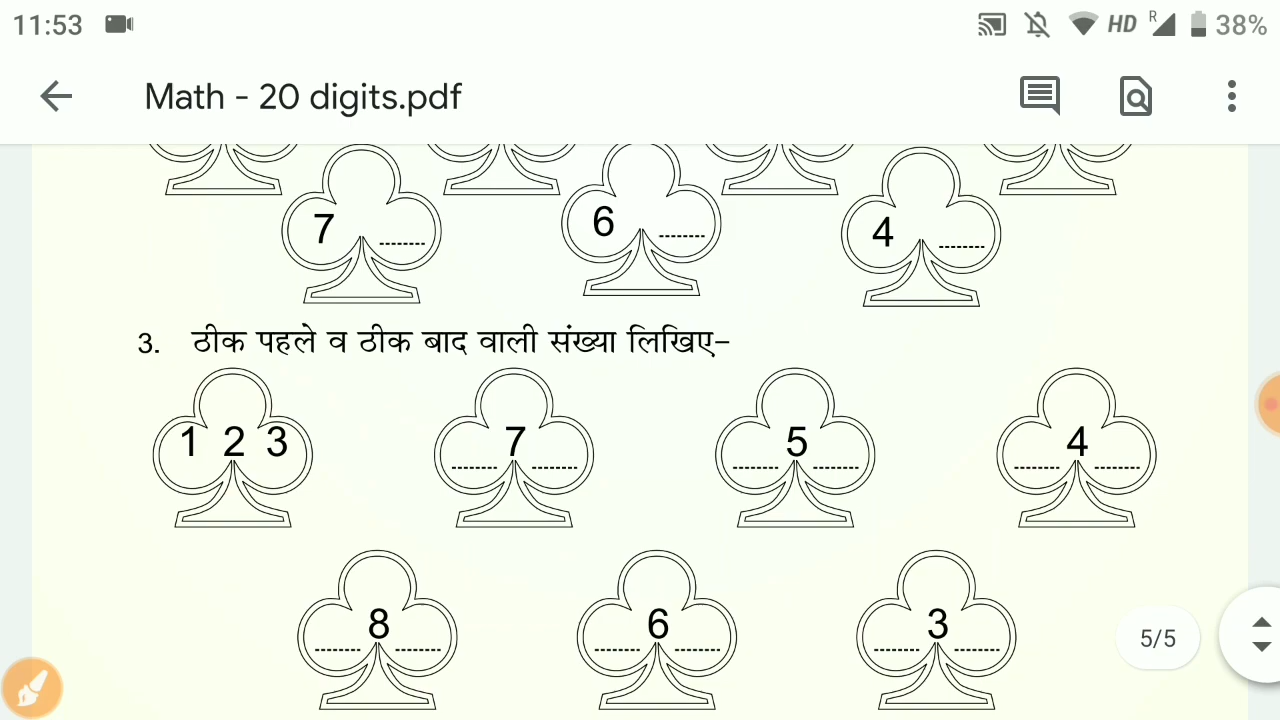 11:53 HD R 38%
Math - 20 digits.pdf
7 ------- 6 ------- 4 -------
3. ठीक पहले व ठीक बाद वाली संख्या लिखिए-
1 2 3 ------- 7 ------- ------- 5 ------- ------- 4 -------
------- 8 ------- ------- 6 ------- ------- 3 -------
5/5